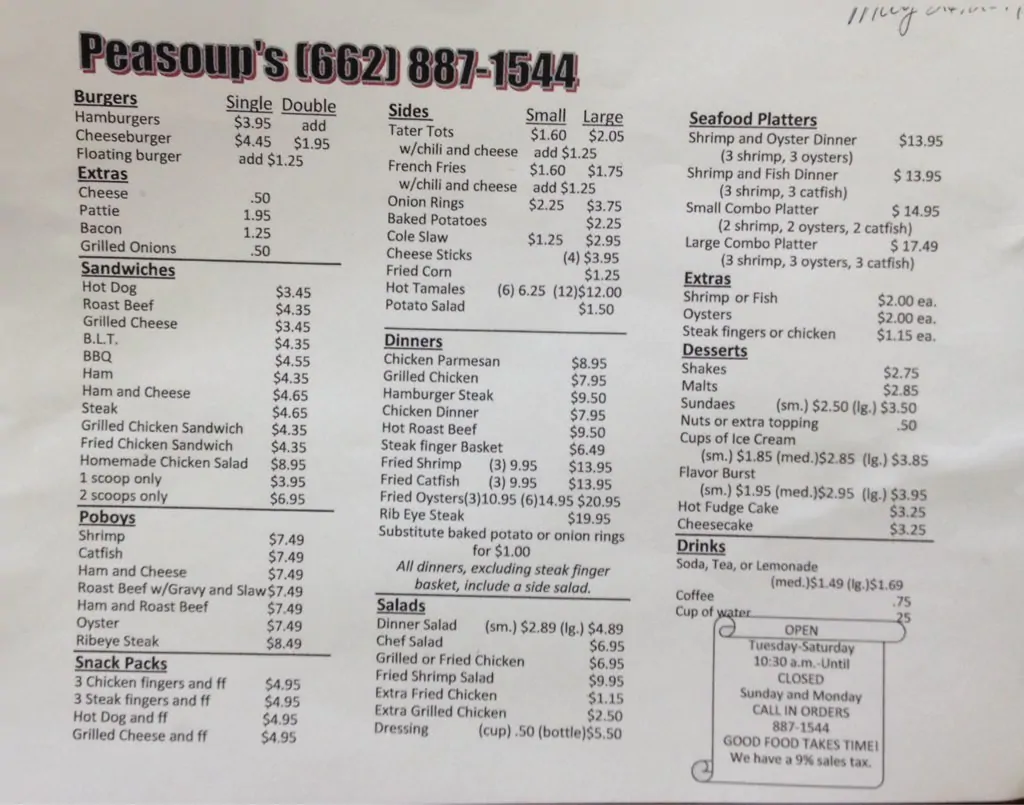 Peasoup's (662) 887-1544
Burgers Single Double
Hamburgers $3.95 add
Cheeseburger $4.45 $1.95
Floating burger add $1.25
Extras
Cheese .50
Pattie 1.95
Bacon 1.25
Grilled Onions .50
Sandwiches
Hot Dog $3.45
Roast Beef $4.35
Grilled Cheese $3.45
B.L.T. $4.35
BBQ $4.55
Ham $4.35
Ham and Cheese $4.65
Steak $4.65
Grilled Chicken Sandwich $4.35
Fried Chicken Sandwich $4.35
Homemade Chicken Salad $8.95
1 scoop only $3.95
2 scoops only $6.95
Poboys
Shrimp $7.49
Catfish $7.49
Ham and Cheese $7.49
Roast Beef w/Gravy and Slaw $7.49
Ham and Roast Beef $7.49
Oyster $7.49
Ribeye Steak $8.49
Snack Packs
3 Chicken fingers and ff $4.95
3 Steak fingers and ff $4.95
Hot Dog and ff $4.95
Grilled Cheese and ff $4.95
Sides Small Large
Tater Tots $1.60 $2.05
w/chili and cheese add $1.25
French Fries $1.60 $1.75
w/chili and cheese add $1.25
Onion Rings $2.25 $3.75
Baked Potatoes $2.25
Cole Slaw $1.25 $2.95
Cheese Sticks (4) $3.95
Fried Corn $1.25
Hot Tamales (6) 6.25 (12)$12.00
Potato Salad $1.50
Dinners
Chicken Parmesan $8.95
Grilled Chicken $7.95
Hamburger Steak $9.50
Chicken Dinner $7.95
Hot Roast Beef $9.50
Steak finger Basket $6.49
Fried Shrimp (3) 9.95 $13.95
Fried Catfish (3) 9.95 $13.95
Fried Oysters(3)10.95 (6)14.95 $20.95
Rib Eye Steak $19.95
Substitute baked potato or onion rings
for $1.00
All dinners, excluding steak finger
basket, include a side salad.
Salads
Dinner Salad (sm.) $2.89 (lg.) $4.89
Chef Salad $6.95
Grilled or Fried Chicken $6.95
Fried Shrimp Salad $9.95
Extra Fried Chicken $1.15
Extra Grilled Chicken $2.50
Dressing (cup) .50 (bottle)$5.50
Seafood Platters
Shrimp and Oyster Dinner $13.95
(3 shrimp, 3 oysters)
Shrimp and Fish Dinner $ 13.95
(3 shrimp, 3 catfish)
Small Combo Platter $ 14.95
(2 shrimp, 2 oysters, 2 catfish)
Large Combo Platter $ 17.49
(3 shrimp, 3 oysters, 3 catfish)
Extras
Shrimp or Fish $2.00 ea.
Oysters $2.00 ea.
Steak fingers or chicken $1.15 ea.
Desserts
Shakes $2.75
Malts $2.85
Sundaes (sm.) $2.50 (lg.) $3.50
Nuts or extra topping .50
Cups of Ice Cream
(sm.) $1.85 (med.)$2.85 (lg.) $3.85
Flavor Burst
(sm.) $1.95 (med.)$2.95 (lg.) $3.95
Hot Fudge Cake $3.25
Cheesecake $3.25
Drinks
Soda, Tea, or Lemonade
(med.)$1.49 (lg.)$1.69
Coffee .75
Cup of water .25
OPEN
Tuesday-Saturday
10:30 a.m.-Until
CLOSED
Sunday and Monday
CALL IN ORDERS
887-1544
GOOD FOOD TAKES TIME!
We have a 9% sales tax.